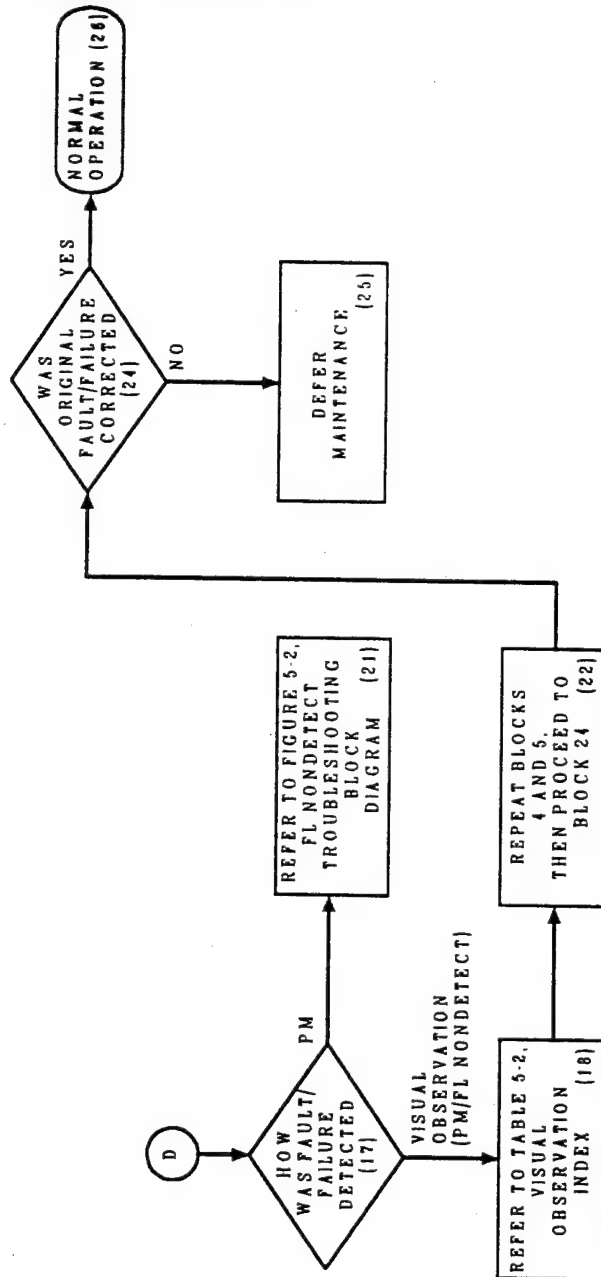 D
HOW
WAS FAULT/
FAILURE
DETECTED
(17)
PM
REFER TO FIGURE 5-2,
FL NONDETECT
TROUBLESHOOTING
BLOCK
DIAGRAM (21)
VISUAL
OBSERVATION
(PM/FL NONDETECT)
REFER TO TABLE 5-2,
VISUAL
OBSERVATION
INDEX (18)
REPEAT BLOCKS
4 AND 5,
THEN PROCEED TO
BLOCK 24 (22)
WAS
ORIGINAL
FAULT/FAILURE
CORRECTED
(24)
YES
NORMAL
OPERATION (26)
NO
DEFER
MAINTENANCE
(25)